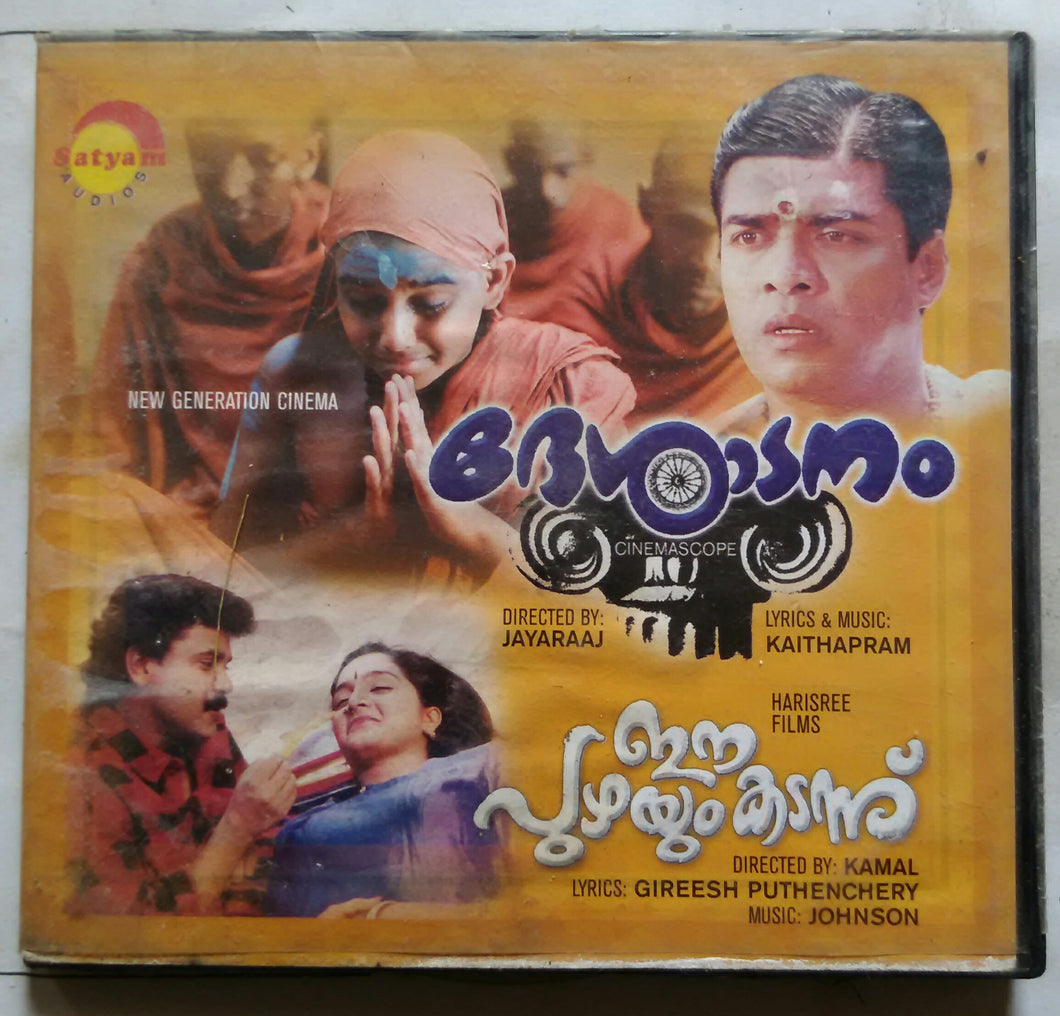 Satyam
AUDIOS
NEW GENERATION CINEMA
ദേശാടനം
CINEMASCOPE
DIRECTED BY:
JAYARAAJ
LYRICS & MUSIC:
KAITHAPRAM
HARISREE
FILMS
ഈ
പുഴയും കടന്ന്
DIRECTED BY: KAMAL
LYRICS: GIREESH PUTHENCHERY
MUSIC: JOHNSON